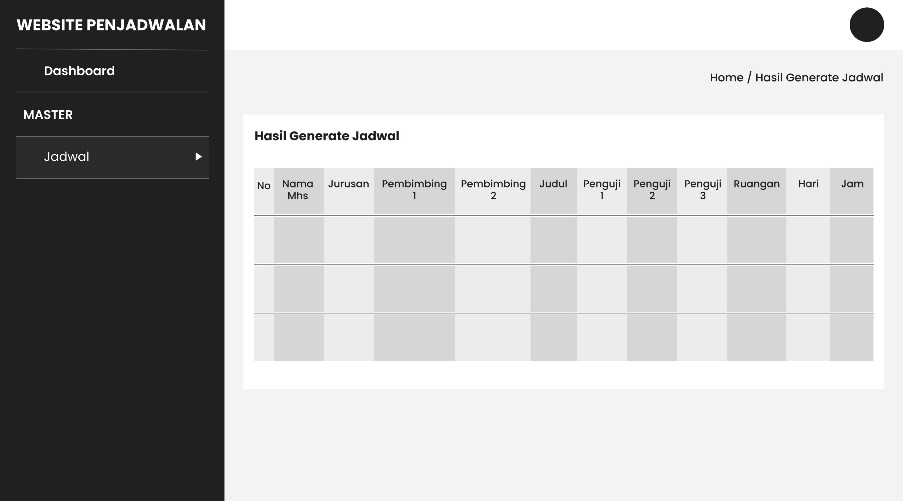 WEBSITE PENJADWALAN
Dashboard
MASTER
Jadwal
Home / Hasil Generate Jadwal
Hasil Generate Jadwal
No
Nama
Mhs
Jurusan
Pembimbing
1
Pembimbing
2
Judul
Penguji
1
Penguji
2
Penguji
3
Ruangan
Hari
Jam